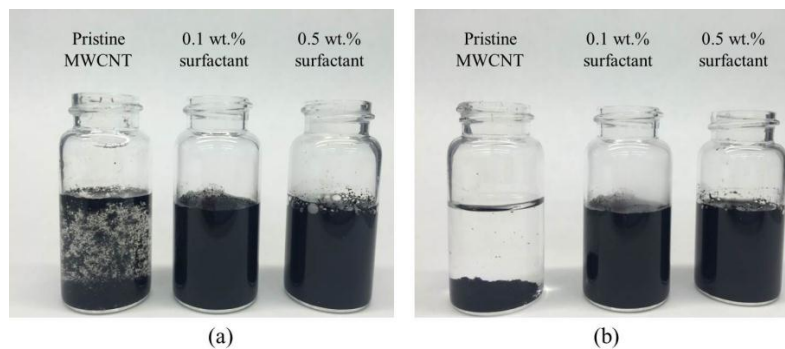 Pristine
MWCNT
0.1 wt.%
surfactant
0.5 wt.%
surfactant
Pristine
MWCNT
0.1 wt.%
surfactant
0.5 wt.%
surfactant
(a)
(b)